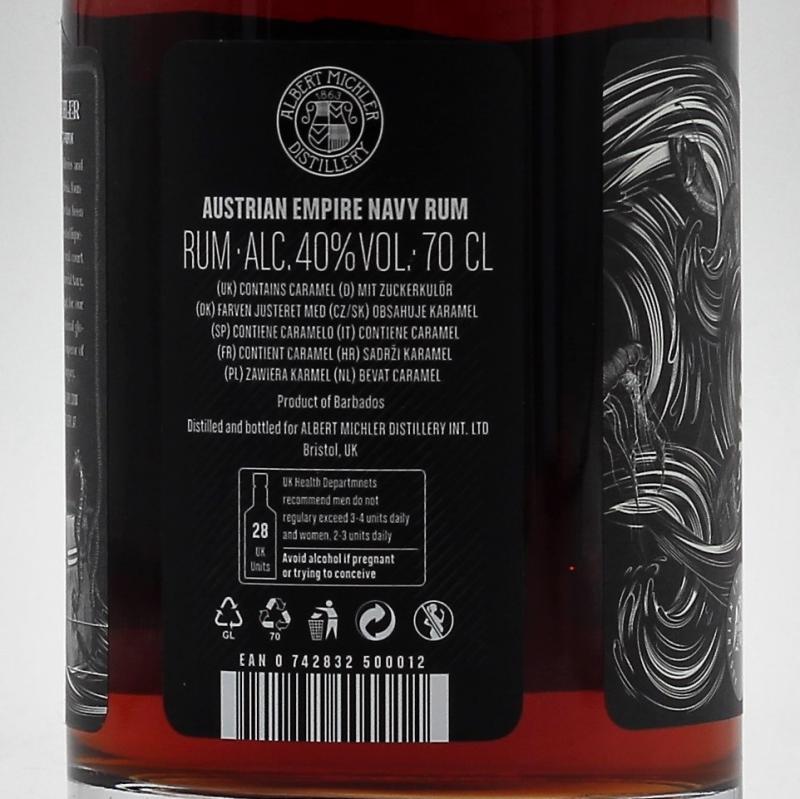 ALBERT MICHLER
1863
DISTILLERY
AUSTRIAN EMPIRE NAVY RUM
RUM · ALC. 40% VOL. · 70 CL
(UK) CONTAINS CARAMEL (D) MIT ZUCKERKULÖR
(DK) FARVEN JUSTERET MED (CZ/SK) OBSAHUJE KARAMEL
(SP) CONTIENE CARAMELO (IT) CONTIENE CARAMEL
(FR) CONTIENT CARAMEL (HR) SADRŽI KARAMEL
(PL) ZAWIERA KARMEL (NL) BEVAT CARAMEL
Product of Barbados
Distilled and bottled for ALBERT MICHLER DISTILLERY INT. LTD
Bristol, UK
28
UK
Units
UK Health Departmnets
recommend men do not
regulary exceed 3-4 units daily
and women, 2-3 units daily
Avoid alcohol if pregnant
or trying to conceive
GL
70
EAN 0 742832 500012